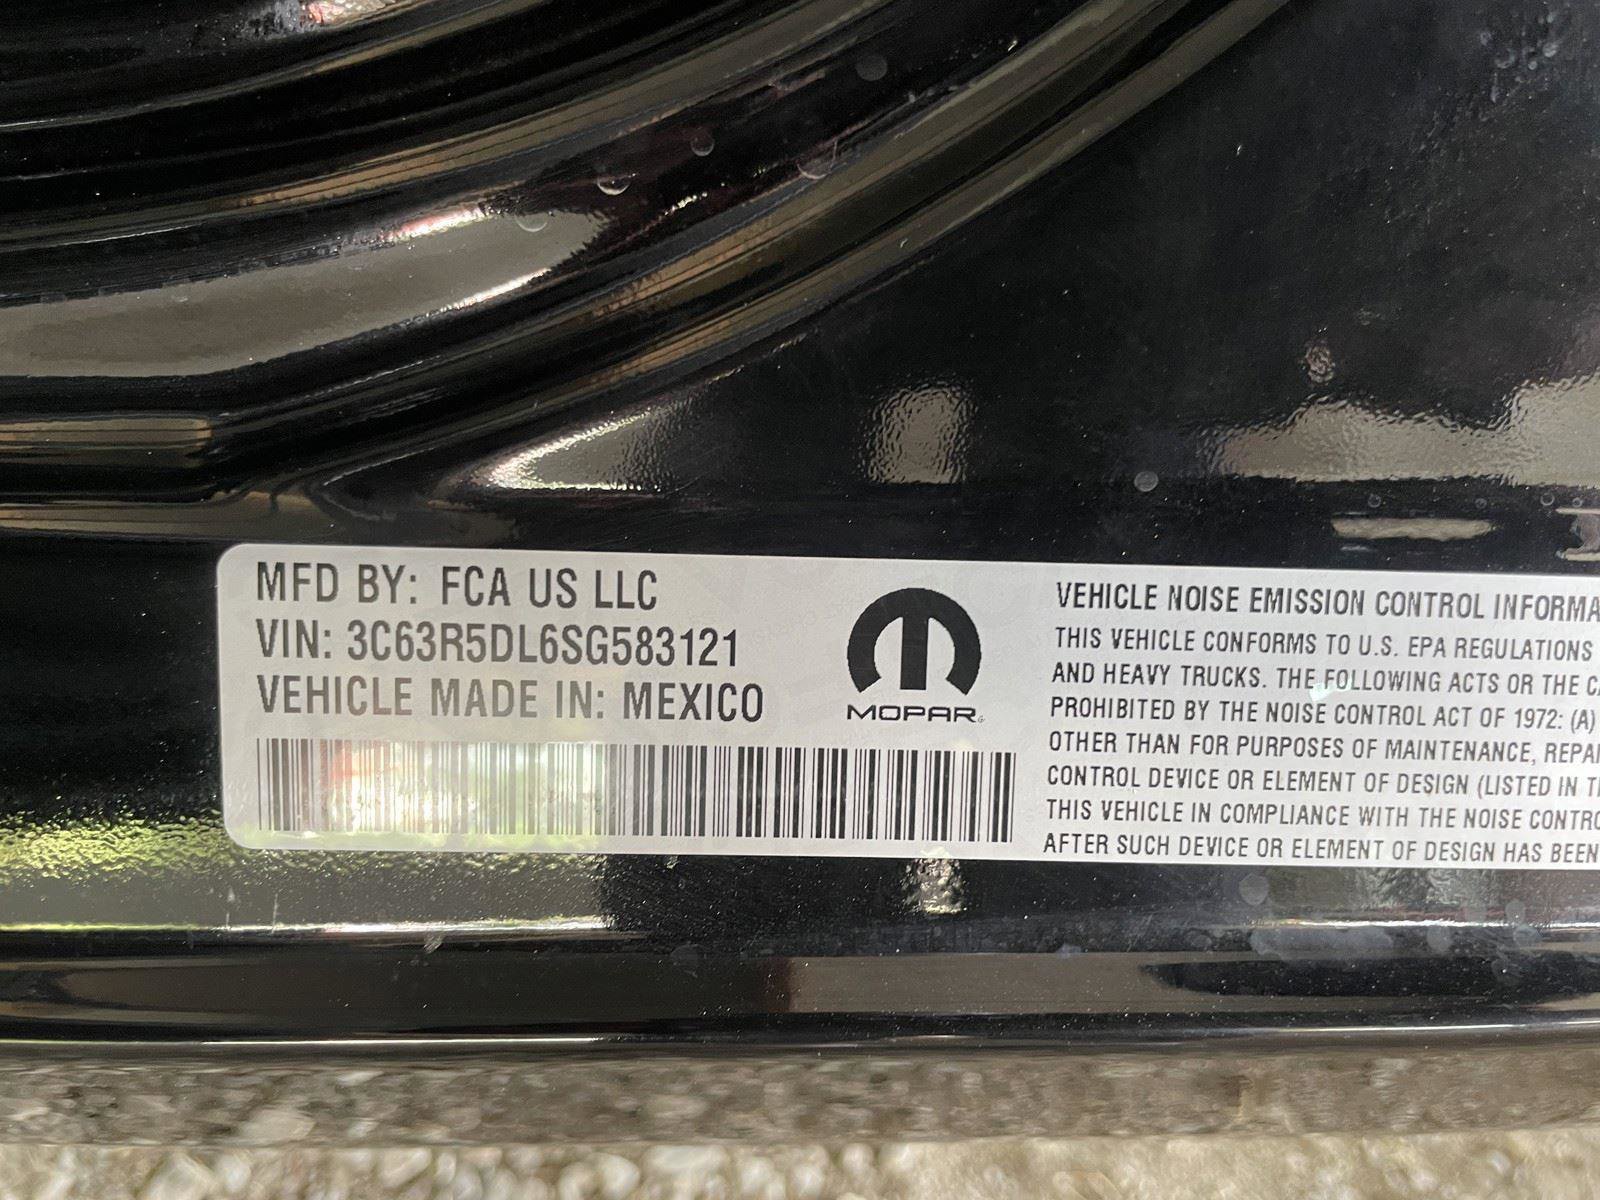 MFD BY: FCA US LLC
VIN: 3C63R5DL6SG583121
VEHICLE MADE IN: MEXICO
MOPAR
VEHICLE NOISE EMISSION CONTROL INFORMA
THIS VEHICLE CONFORMS TO U.S. EPA REGULATIONS
AND HEAVY TRUCKS. THE FOLLOWING ACTS OR THE C
PROHIBITED BY THE NOISE CONTROL ACT OF 1972: (A)
OTHER THAN FOR PURPOSES OF MAINTENANCE, REPAI
CONTROL DEVICE OR ELEMENT OF DESIGN (LISTED IN T
THIS VEHICLE IN COMPLIANCE WITH THE NOISE CONTRO
AFTER SUCH DEVICE OR ELEMENT OF DESIGN HAS BEEN